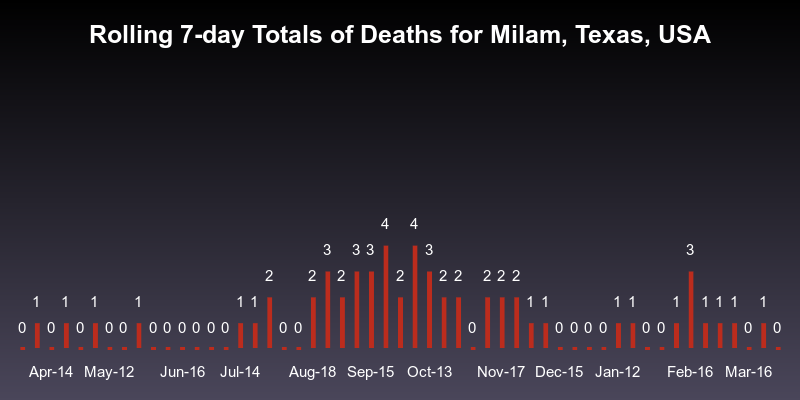 Rolling 7-day Totals of Deaths for Milam, Texas, USA
0 1 0 1 0 1 0 0 1 0 0 0 0 0 0 1 1 2 0 0 2 3 2 3 3 4 2 4 3 2 2 0 2 2 2 1 1 0 0 0 0 1 1 0 0 1 3 1 1 1 0 1 0
Apr-14 May-12 Jun-16 Jul-14 Aug-18 Sep-15 Oct-13 Nov-17 Dec-15 Jan-12 Feb-16 Mar-16